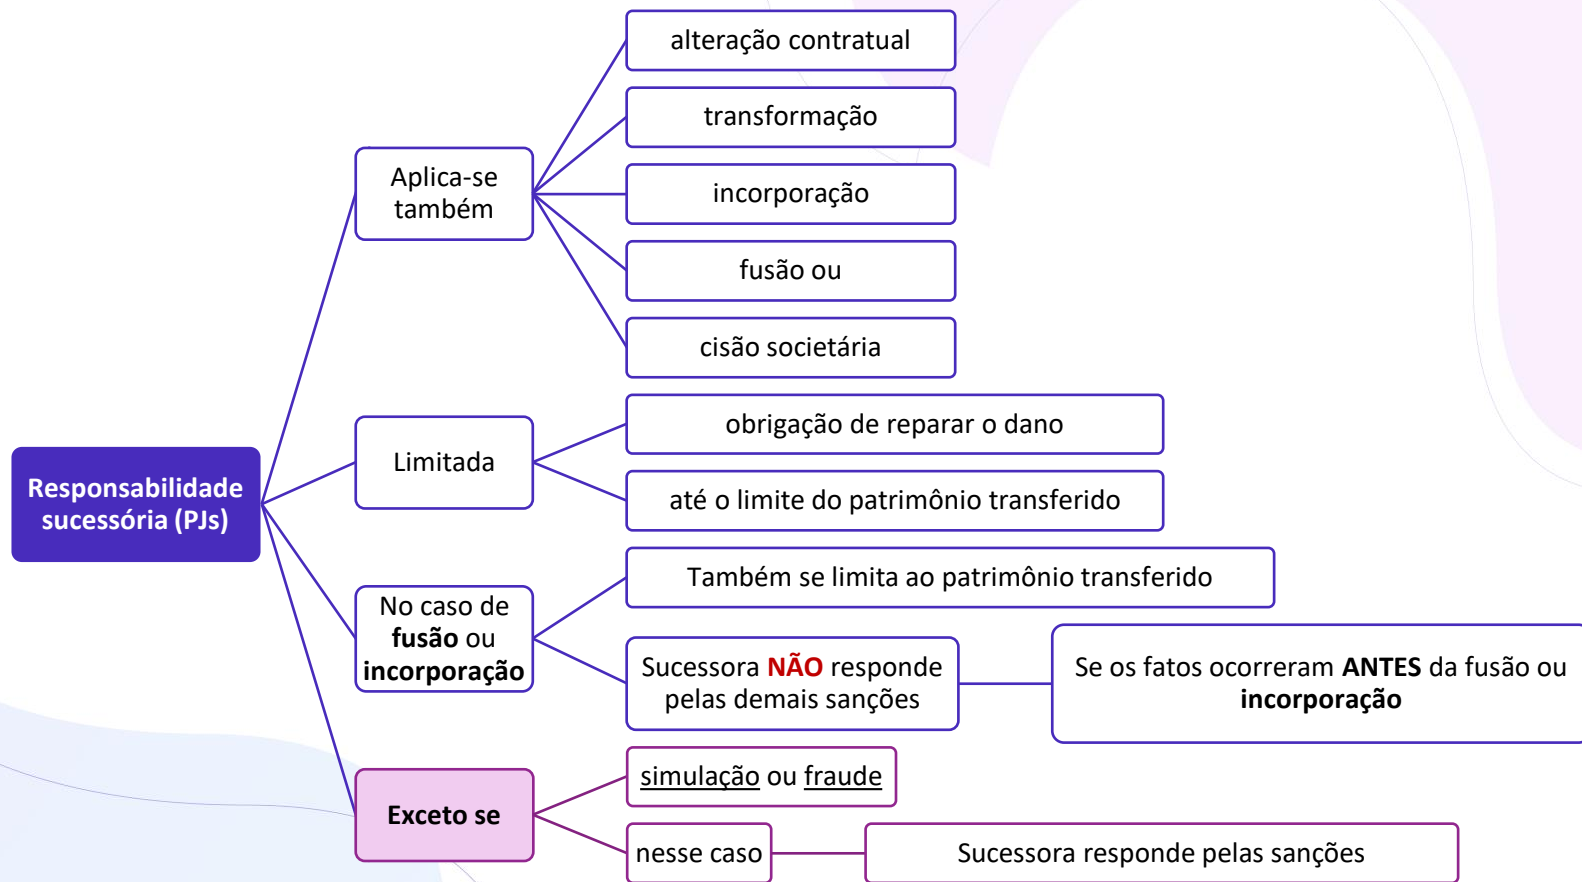 Responsabilidade
sucessória (PJs)
Aplica-se
também
alteração contratual
transformação
incorporação
fusão ou
cisão societária
Limitada
obrigação de reparar o dano
até o limite do patrimônio transferido
No caso de
fusão ou
incorporação
Também se limita ao patrimônio transferido
Sucessora NÃO responde
pelas demais sanções
Se os fatos ocorreram ANTES da fusão ou
incorporação
Exceto se
simulação ou fraude
nesse caso
Sucessora responde pelas sanções